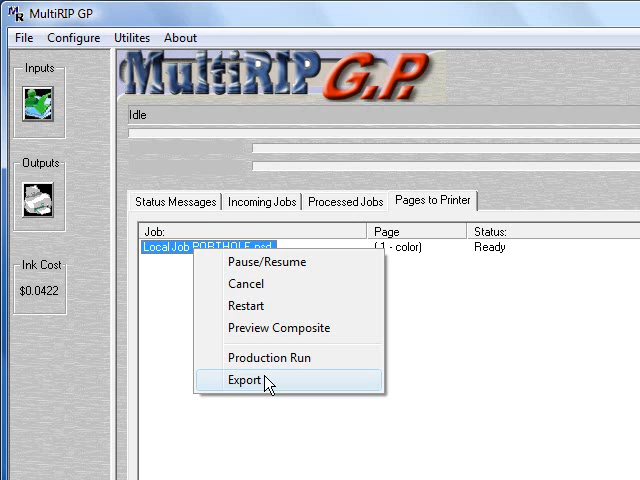 MR MultiRIP GP
File Configure Utilites About
Inputs
MultiRIP G.P.
Idle
Outputs
Status Messages Incoming Jobs Processed Jobs Pages to Printer
Job: Page Status:
Local Job PORTHOLE.psd (1 - color) Ready
Ink Cost
$0.0422
Pause/Resume
Cancel
Restart
Preview Composite
Production Run
Export